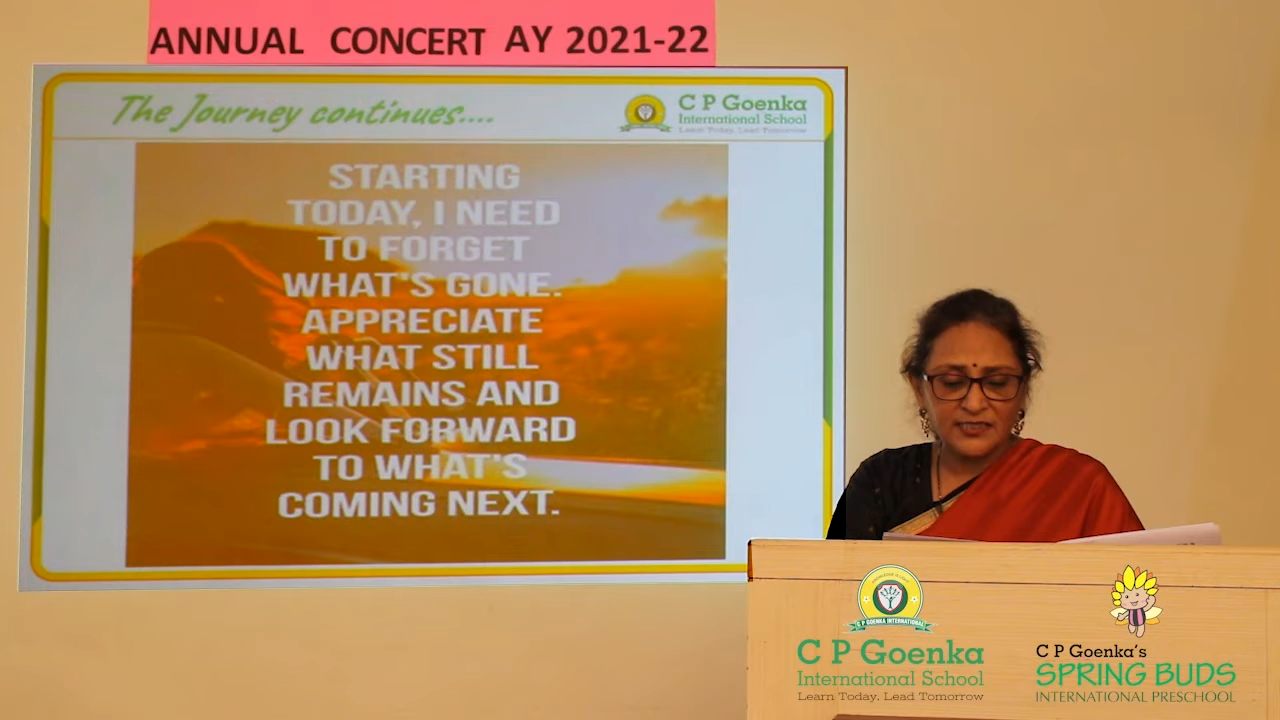 ANNUAL CONCERT AY 2021-22
The Journey continues....
C P Goenka
International School
Learn Today, Lead Tomorrow
STARTING
TODAY, I NEED
TO FORGET
WHAT'S GONE.
APPRECIATE
WHAT STILL
REMAINS AND
LOOK FORWARD
TO WHAT'S
COMING NEXT.
C P GOENKA INTERNATIONAL
C P Goenka
International School
Learn Today, Lead Tomorrow
C P Goenka's
SPRING BUDS
INTERNATIONAL PRESCHOOL